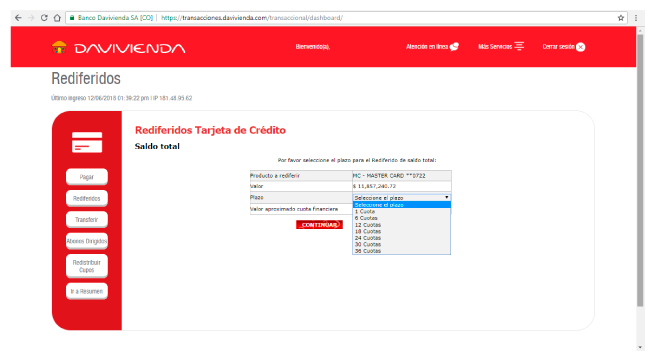 Banco Davivienda SA [CO] | https://transacciones.davivienda.com/transaccional/dashboard/
DAVIVIENDA
Bienvenido(a),
Atención en línea
Más Servicios
Cerrar sesión
Rediferidos
Último ingreso 12/06/2018 01:39:22 pm I IP 181.48.95.62
Rediferidos Tarjeta de Crédito
Saldo total
Por favor seleccione el plazo para el Rediferido de saldo total:
Producto a rediferir MC - MASTER CARD **0722
Valor $ 11,857,240.72
Plazo Seleccione el plazo
Valor aproximado cuota financiera
Seleccione el plazo
1 Cuota
6 Cuotas
12 Cuotas
18 Cuotas
24 Cuotas
30 Cuotas
36 Cuotas
CONTINUAR
Pagar
Rediferidos
Transferir
Abonos Dirigidos
Redistribuir
Cupos
Ir a Resumen